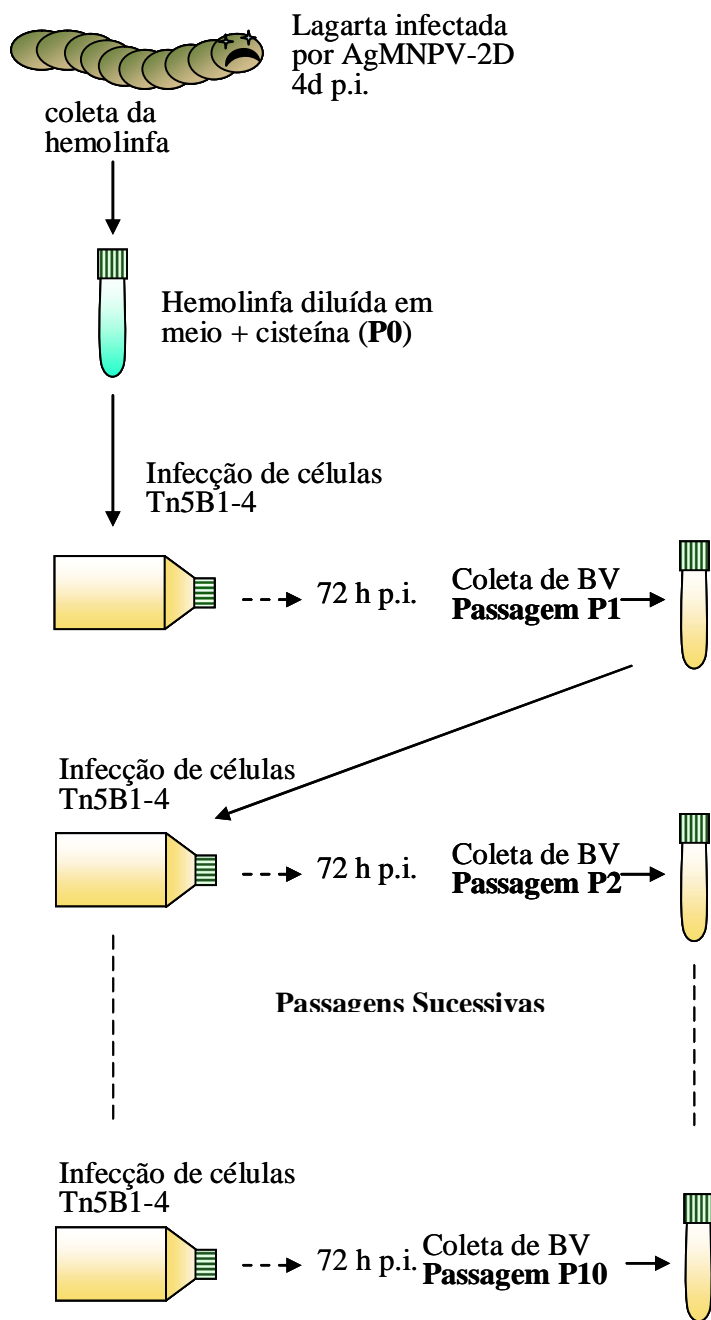 Lagarta infectada
por AgMNPV-2D
4d p.i.
coleta da
hemolinfa
Hemolinfa diluída em
meio + cisteína (P0)
Infecção de células
Tn5B1-4
72 h p.i.
Coleta de BV
Passagem P1
Infecção de células
Tn5B1-4
72 h p.i.
Coleta de BV
Passagem P2
Passagens Sucessivas
Infecção de células
Tn5B1-4
72 h p.i.
Coleta de BV
Passagem P10